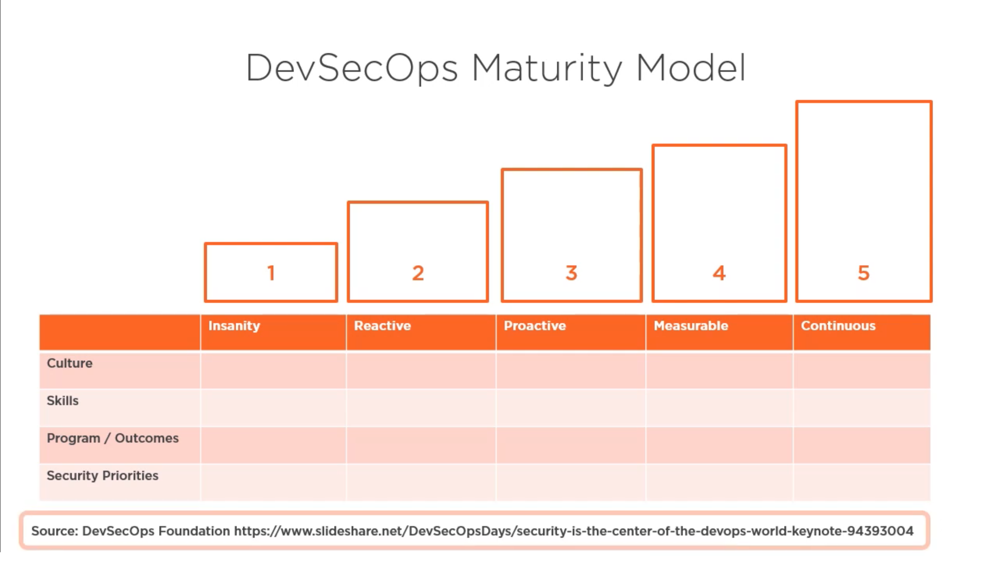 DevSecOps Maturity Model
1 2 3 4 5
Insanity Reactive Proactive Measurable Continuous
Culture
Skills
Program / Outcomes
Security Priorities
Source: DevSecOps Foundation https://www.slideshare.net/DevSecOpsDays/security-is-the-center-of-the-devops-world-keynote-94393004